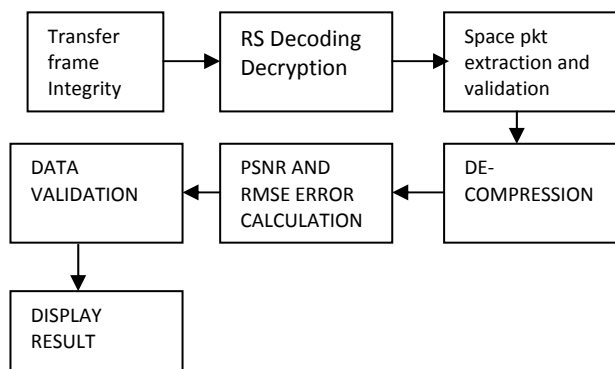 Transfer
frame
Integrity
RS Decoding
Decryption
Space pkt
extraction and
validation
DE-
COMPRESSION
PSNR AND
RMSE ERROR
CALCULATION
DATA
VALIDATION
DISPLAY
RESULT